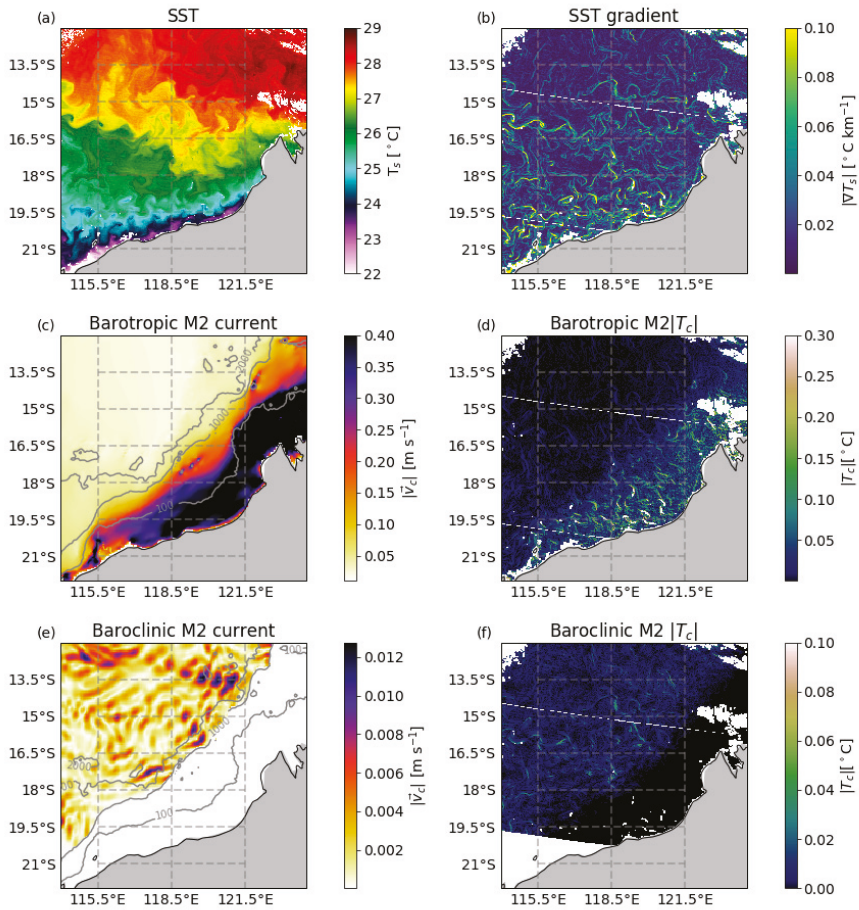 (a) SST
13.5°S
15°S
16.5°S
18°S
19.5°S
21°S
115.5°E 118.5°E 121.5°E
29
28
27
26
25
24
23
22
T_s [°C]
(b) SST gradient
13.5°S
15°S
16.5°S
18°S
19.5°S
21°S
115.5°E 118.5°E 121.5°E
0.10
0.08
0.06
0.04
0.02
|∇T_s| [°C km⁻¹]
(c) Barotropic M2 current
2000
1000
100
13.5°S
15°S
16.5°S
18°S
19.5°S
21°S
115.5°E 118.5°E 121.5°E
0.40
0.35
0.30
0.25
0.20
0.15
0.10
0.05
|v⃗_c| [m s⁻¹]
(d) Barotropic M2|T_c|
13.5°S
15°S
16.5°S
18°S
19.5°S
21°S
115.5°E 118.5°E 121.5°E
0.30
0.25
0.20
0.15
0.10
0.05
|T_c|[°C]
(e) Baroclinic M2 current
100
1000
2000
100
13.5°S
15°S
16.5°S
18°S
19.5°S
21°S
115.5°E 118.5°E 121.5°E
0.012
0.010
0.008
0.006
0.004
0.002
|v⃗_c| [m s⁻¹]
(f) Baroclinic M2 |T_c|
13.5°S
15°S
16.5°S
18°S
19.5°S
21°S
115.5°E 118.5°E 121.5°E
0.10
0.08
0.06
0.04
0.02
0.00
|T_c|[°C]